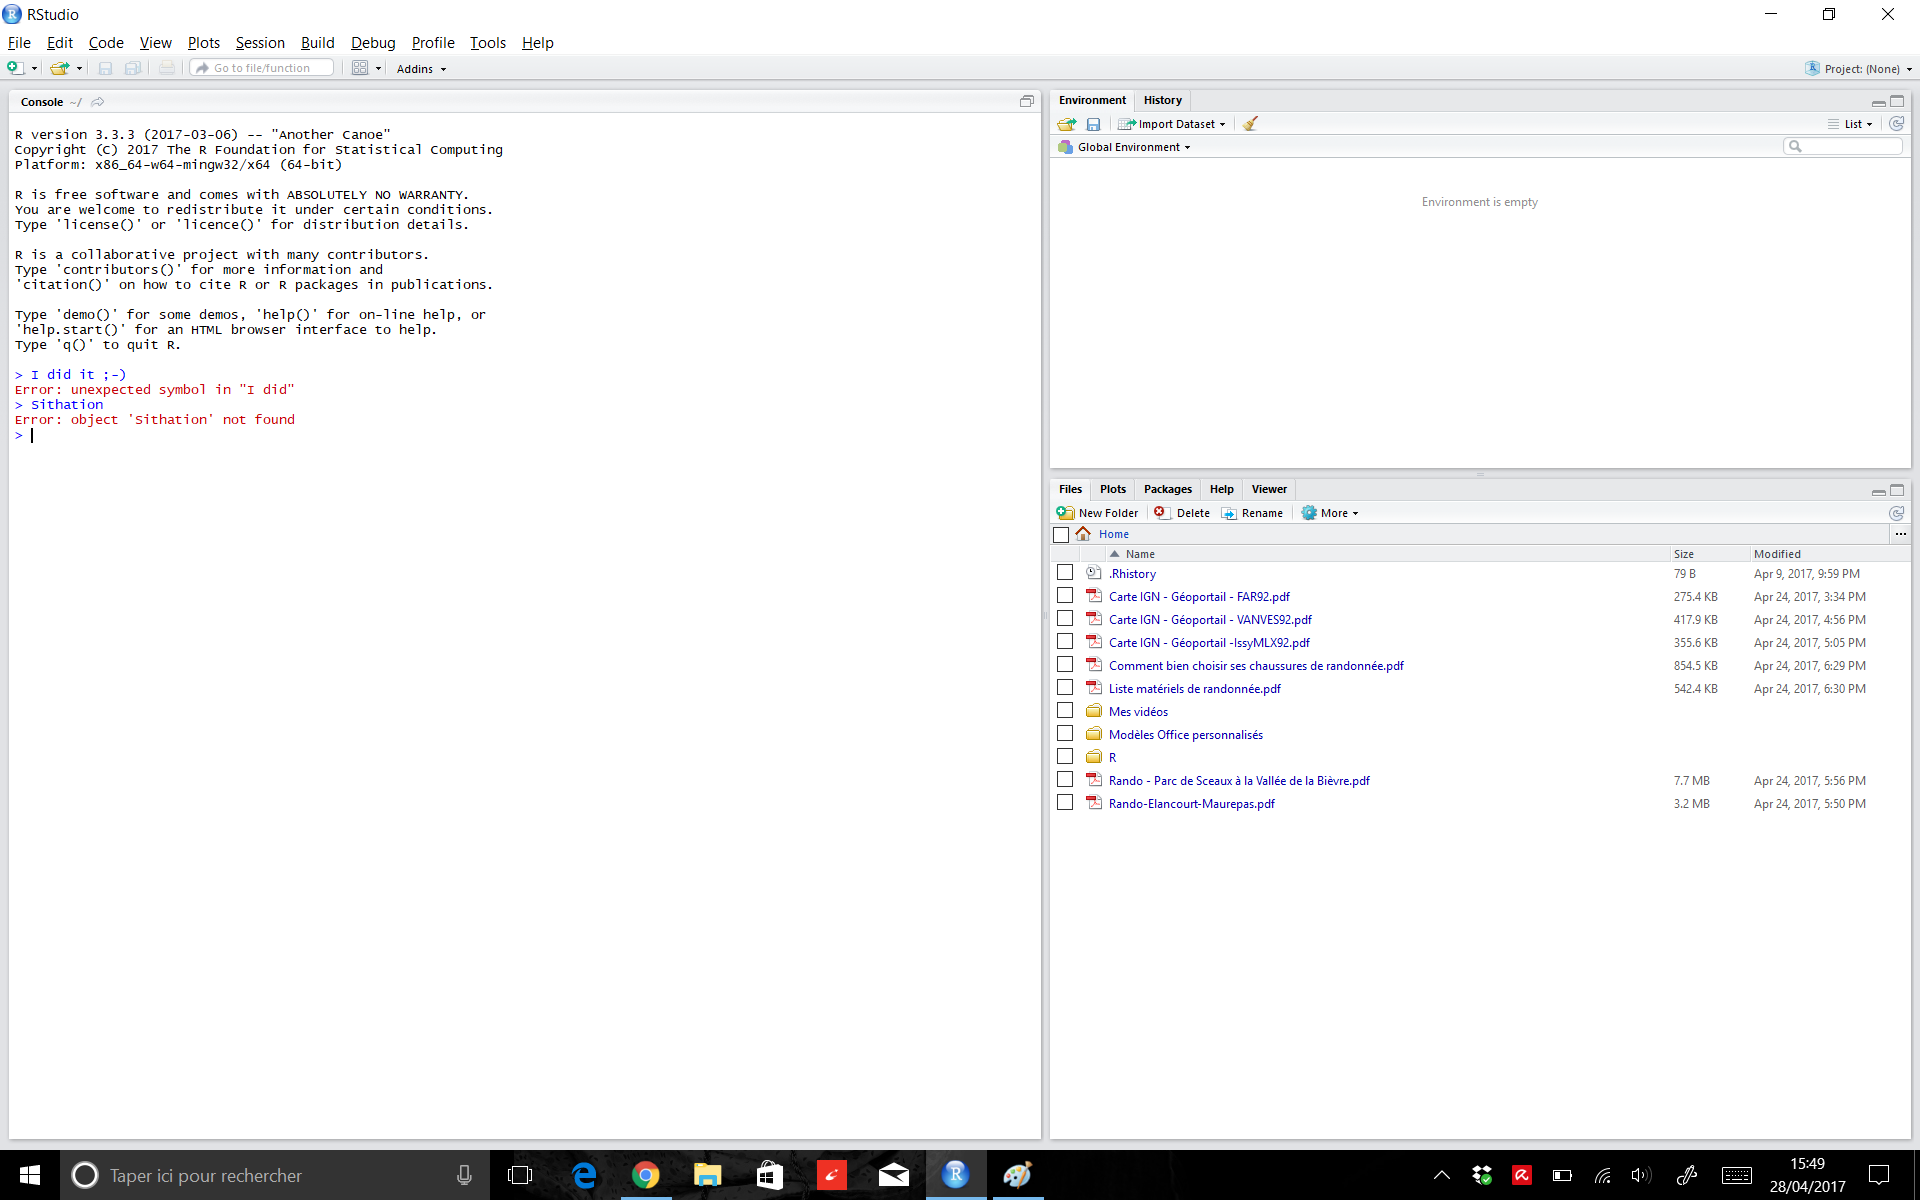 RStudio
File Edit Code View Plots Session Build Debug Profile Tools Help
Go to file/function Addins Project: (None)
Console ~/
R version 3.3.3 (2017-03-06) -- "Another Canoe"
Copyright (C) 2017 The R Foundation for Statistical Computing
Platform: x86_64-w64-mingw32/x64 (64-bit)
R is free software and comes with ABSOLUTELY NO WARRANTY.
You are welcome to redistribute it under certain conditions.
Type 'license()' or 'licence()' for distribution details.
R is a collaborative project with many contributors.
Type 'contributors()' for more information and
'citation()' on how to cite R or R packages in publications.
Type 'demo()' for some demos, 'help()' for on-line help, or
'help.start()' for an HTML browser interface to help.
Type 'q()' to quit R.
> I did it ;-)
Error: unexpected symbol in "I did"
> Sithation
Error: object 'Sithation' not found
>
Environment History
Import Dataset List
Global Environment
Environment is empty
Files Plots Packages Help Viewer
New Folder Delete Rename More
Home ...
Name Size Modified
.Rhistory 79 B Apr 9, 2017, 9:59 PM
Carte IGN - Géoportail - FAR92.pdf 275.4 KB Apr 24, 2017, 3:34 PM
Carte IGN - Géoportail - VANVES92.pdf 417.9 KB Apr 24, 2017, 4:56 PM
Carte IGN - Géoportail -IssyMLX92.pdf 355.6 KB Apr 24, 2017, 5:05 PM
Comment bien choisir ses chaussures de randonnée.pdf 854.5 KB Apr 24, 2017, 6:29 PM
Liste matériels de randonnée.pdf 542.4 KB Apr 24, 2017, 6:30 PM
Mes vidéos
Modèles Office personnalisés
R
Rando - Parc de Sceaux à la Vallée de la Bièvre.pdf 7.7 MB Apr 24, 2017, 5:56 PM
Rando-Elancourt-Maurepas.pdf 3.2 MB Apr 24, 2017, 5:50 PM
Taper ici pour rechercher
15:49
28/04/2017